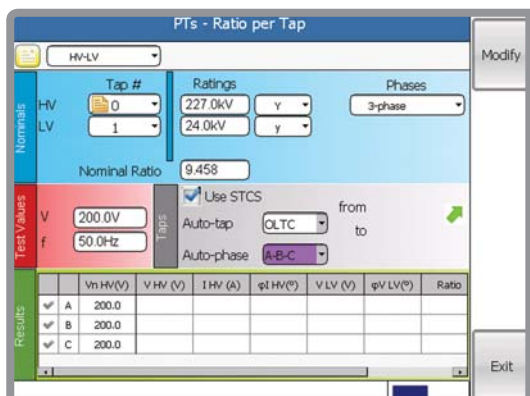 PTs - Ratio per Tap
Modify
HV-LV
Nominals
Tap #
Ratings
Phases
HV
0
227.0kV
Y
3-phase
LV
1
24.0kV
y
Nominal Ratio
9.458
Test Values
V
200.0V
f
50.0Hz
Taps
Use STCS
Auto-tap
OLTC
from
to
Auto-phase
A-B-C
Results
Vn HV(V) V HV (V) I HV (A) φI HV(º) V LV (V) φV LV(º) Ratio
A 200.0
B 200.0
C 200.0
Exit